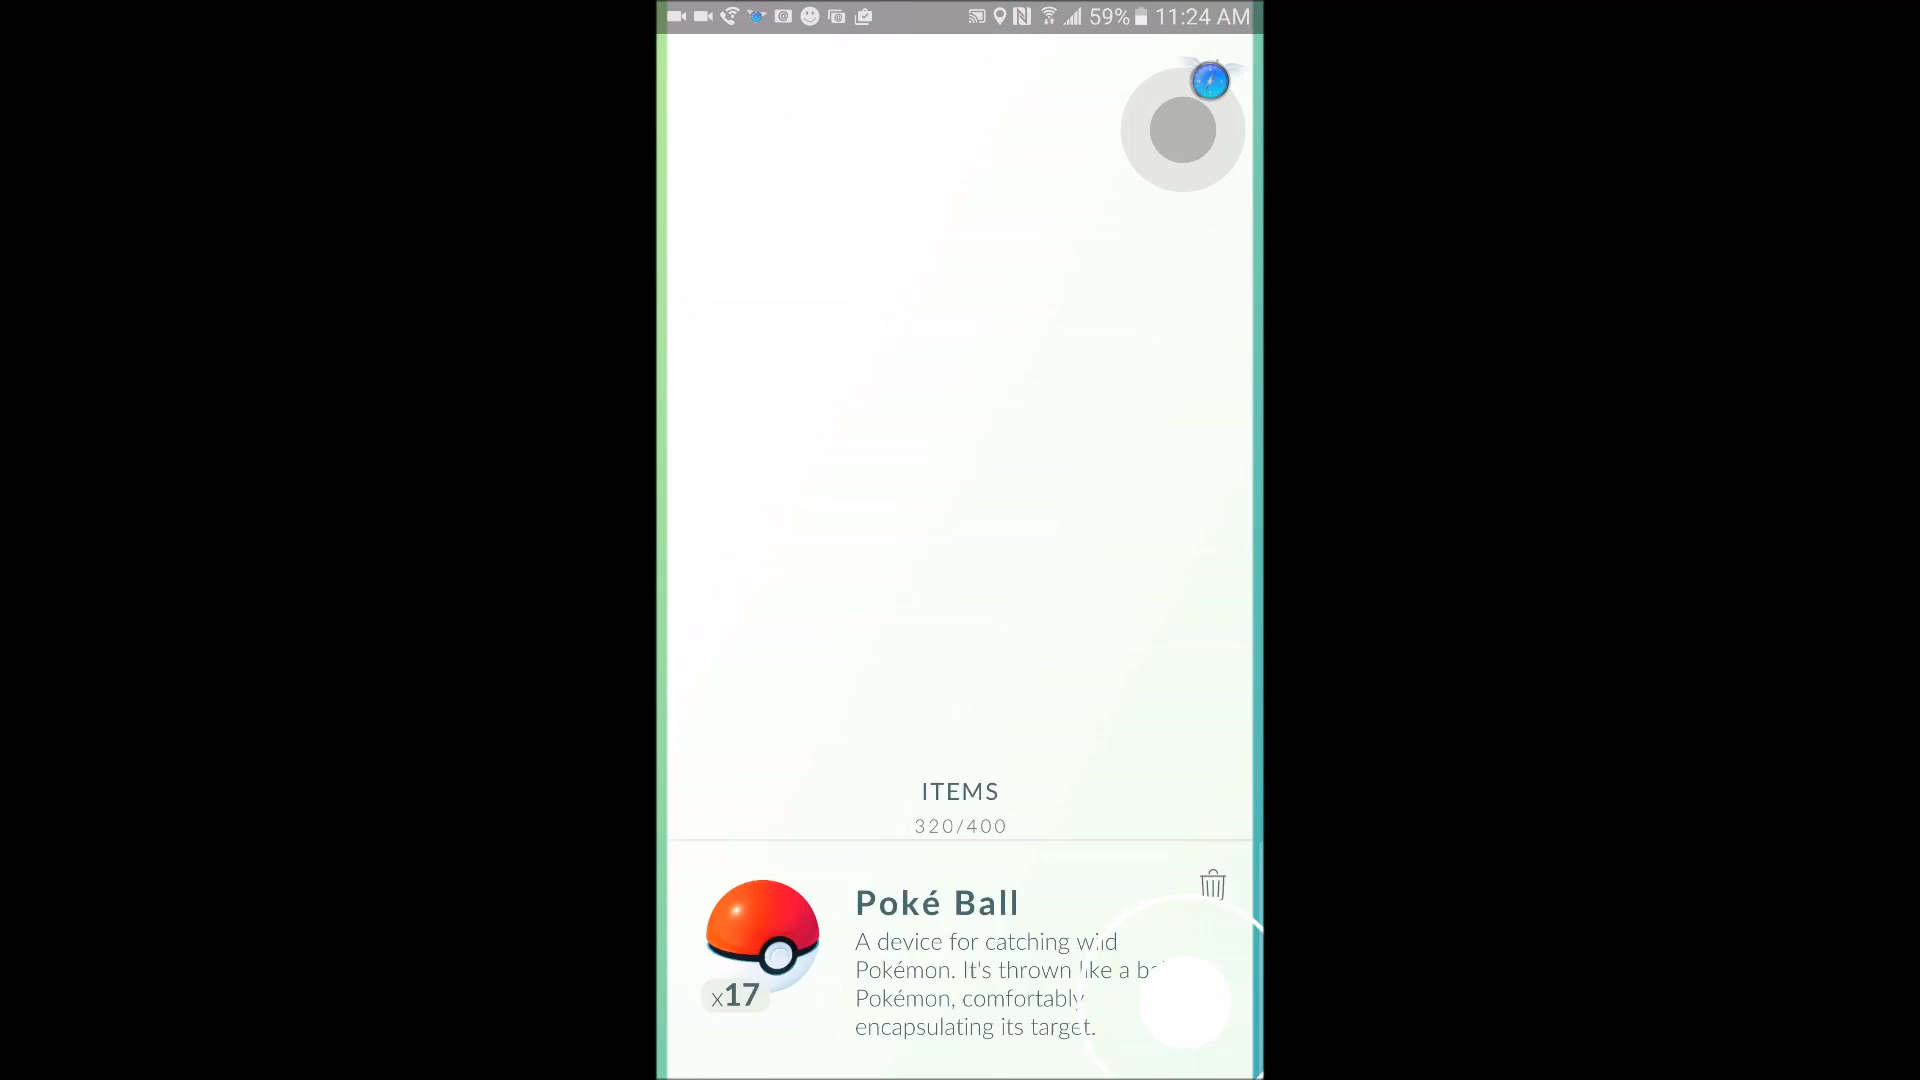 59% 11:24 AM
ITEMS
320/400
Poké Ball
A device for catching wild
Pokémon. It's thrown like a
Pokémon, comfortably
encapsulating its target.
x17